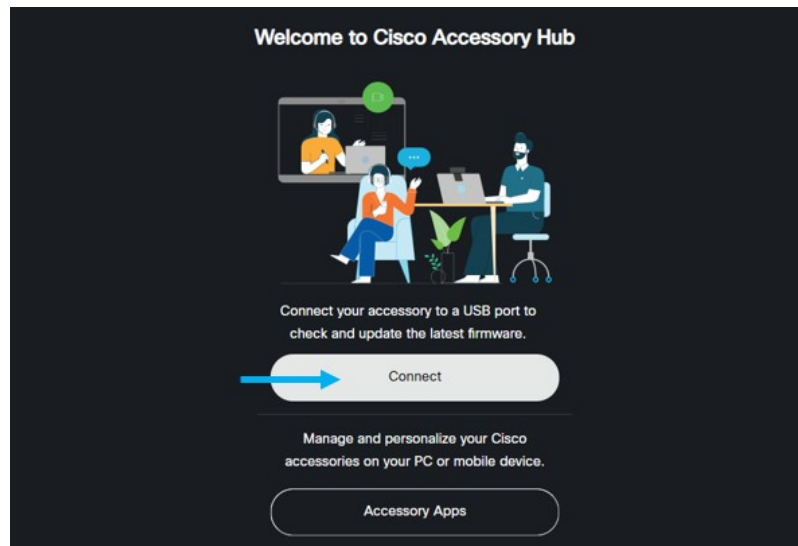 Welcome to Cisco Accessory Hub
Connect your accessory to a USB port to
check and update the latest firmware.
Connect
Manage and personalize your Cisco
accessories on your PC or mobile device.
Accessory Apps